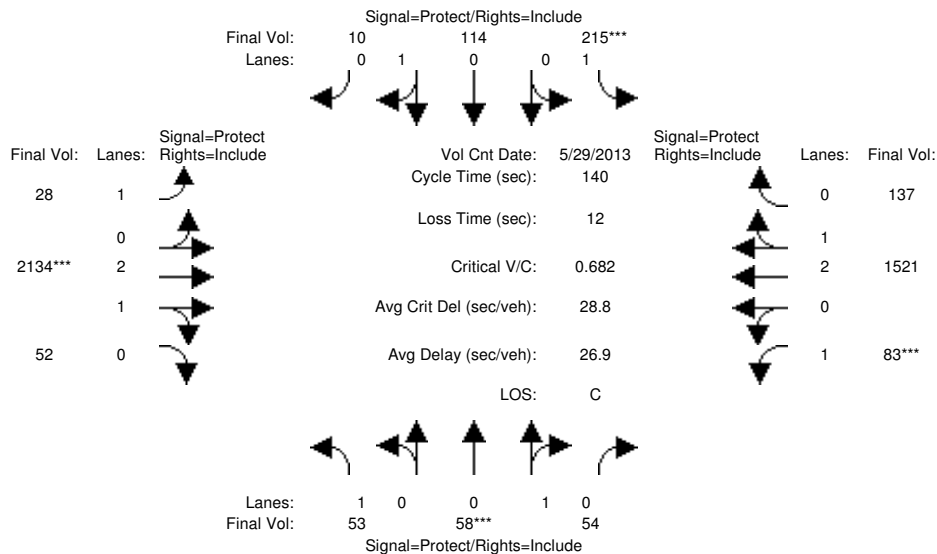 Signal=Protect/Rights=Include
Final Vol: 10 114 215***
Lanes: 0 1 0 0 1
Signal=Protect
Final Vol: Lanes: Rights=Include
Vol Cnt Date: 5/29/2013
Signal=Protect
Rights=Include Lanes: Final Vol:
Cycle Time (sec): 140
28 1
0 137
Loss Time (sec): 12
0
1
2134*** 2
Critical V/C: 0.682
2 1521
1
Avg Crit Del (sec/veh): 28.8
0
52 0
Avg Delay (sec/veh): 26.9
1 83***
LOS: C
Lanes: 1 0 0 1 0
Final Vol: 53 58*** 54
Signal=Protect/Rights=Include